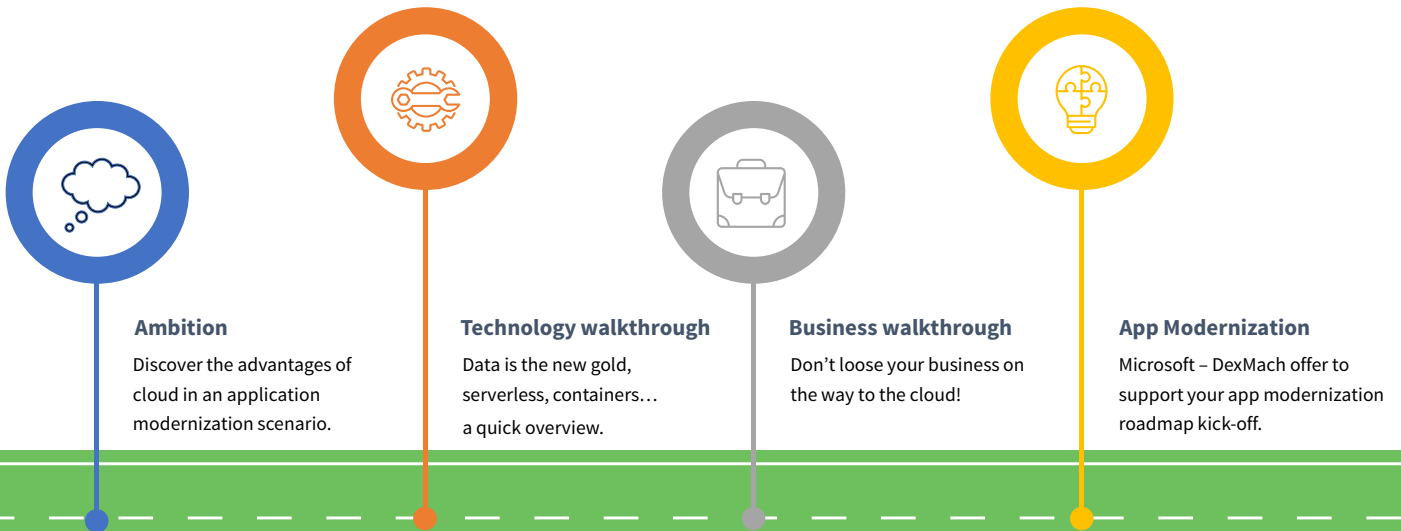 Ambition
Discover the advantages of
cloud in an application
modernization scenario.
Technology walkthrough
Data is the new gold,
serverless, containers…
a quick overview.
Business walkthrough
Don’t loose your business on
the way to the cloud!
App Modernization
Microsoft – DexMach offer to
support your app modernization
roadmap kick-off.